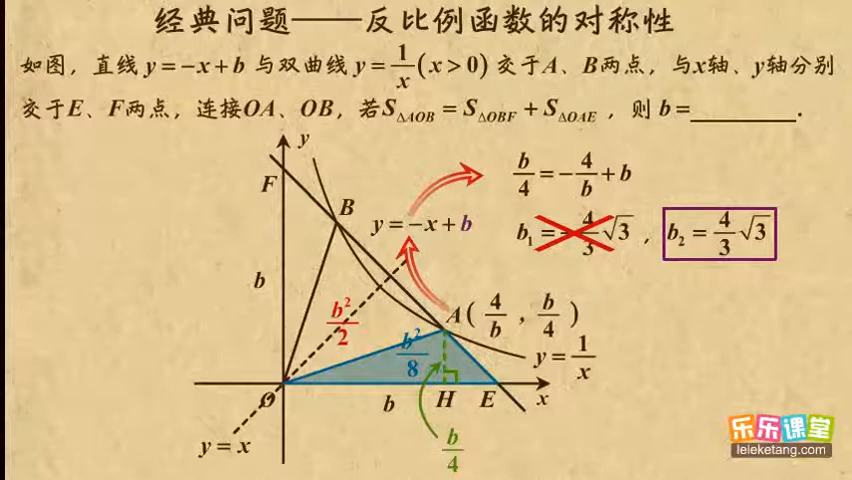 经典问题——反比例函数的对称性
如图，直线 y=-x+b 与双曲线 y=1/x(x>0) 交于A、B两点，与x轴、y轴分别
交于E、F两点，连接OA、OB，若S△AOB = S△OBF + S△OAE ，则 b=________.
y
F
B
b/4=-4/b+b
y=-x+b
b₁=-4/3√3 ，b₂=4/3√3
b
b²/2
A(4/b，b/4)
b²/8
y=1/x
O
b
H
E
x
y=x
b/4
乐乐课堂
leleketang.com